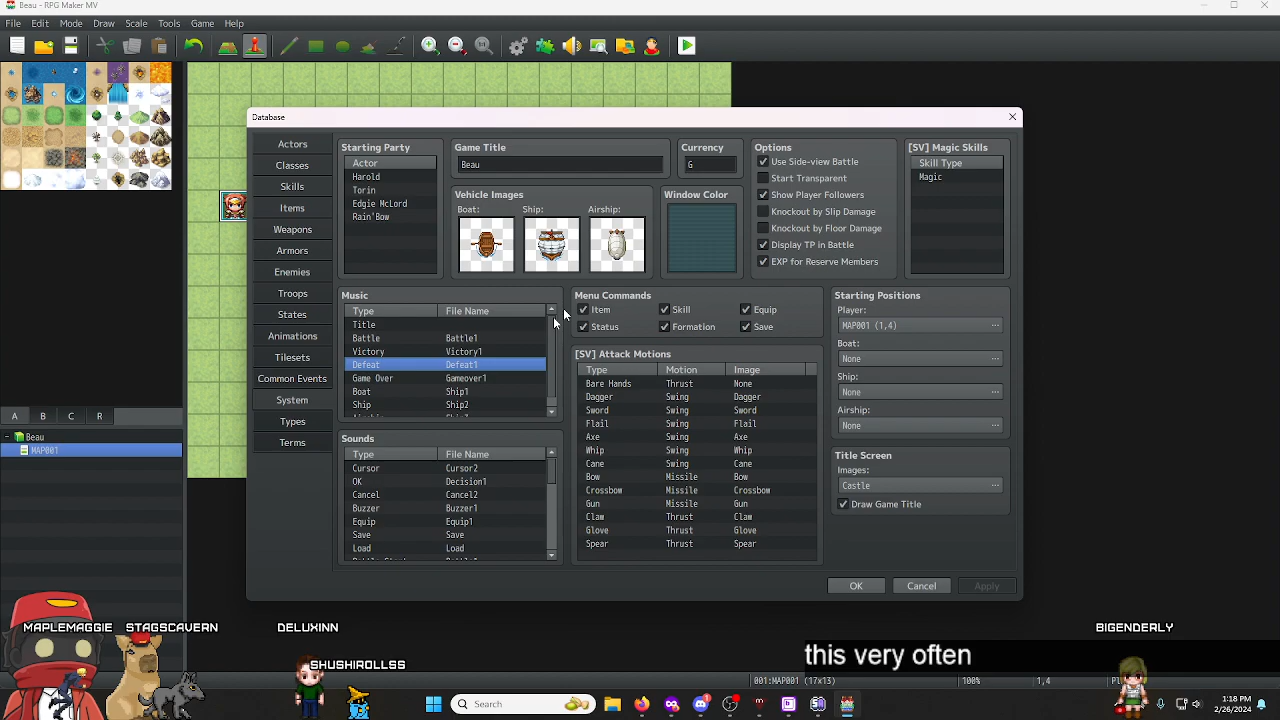 Beau - RPG Maker MV
File Edit Mode Draw Scale Tools Game Help
Database
Actors
Classes
Skills
Items
Weapons
Armors
Enemies
Troops
States
Animations
Tilesets
Common Events
System
Types
Terms
Starting Party
Actor
Harold
Torin
Edgie McLord
Rain'Bow
Game Title
Beau
Currency
G
Vehicle Images
Boat: Ship: Airship:
Window Color
Options
Use Side-view Battle
Start Transparent
Show Player Followers
Knockout by Slip Damage
Knockout by Floor Damage
Display TP in Battle
EXP for Reserve Members
[SV] Magic Skills
Skill Type
Magic
Music
Type File Name
Title
Battle Battle1
Victory Victory1
Defeat Defeat1
Game Over Gameover1
Boat Ship1
Ship Ship2
Airship Ship3
Sounds
Type File Name
Cursor Cursor2
OK Decision1
Cancel Cancel2
Buzzer Buzzer1
Equip Equip1
Save Save
Load Load
Menu Commands
Item Skill Equip
Status Formation Save
[SV] Attack Motions
Type Motion Image
Bare Hands Thrust None
Dagger Swing Dagger
Sword Swing Sword
Flail Swing Flail
Axe Swing Axe
Whip Swing Whip
Cane Swing Cane
Bow Missile Bow
Crossbow Missile Crossbow
Gun Missile Gun
Claw Thrust Claw
Glove Thrust Glove
Spear Thrust Spear
Starting Positions
Player:
MAP001 (1,4) ...
Boat:
None ...
Ship:
None ...
Airship:
None ...
Title Screen
Images:
Castle ...
Draw Game Title
OK Cancel Apply
A B C R
Beau
MAP001
MAPLEMAGGIE STAGSCAVERN DELUXINN BIGENDERLY
SHUSHIROLLSS
this very often
001:MAP001 (17x13) 100% 1,4
Search
1:18 PM
2/26/2024